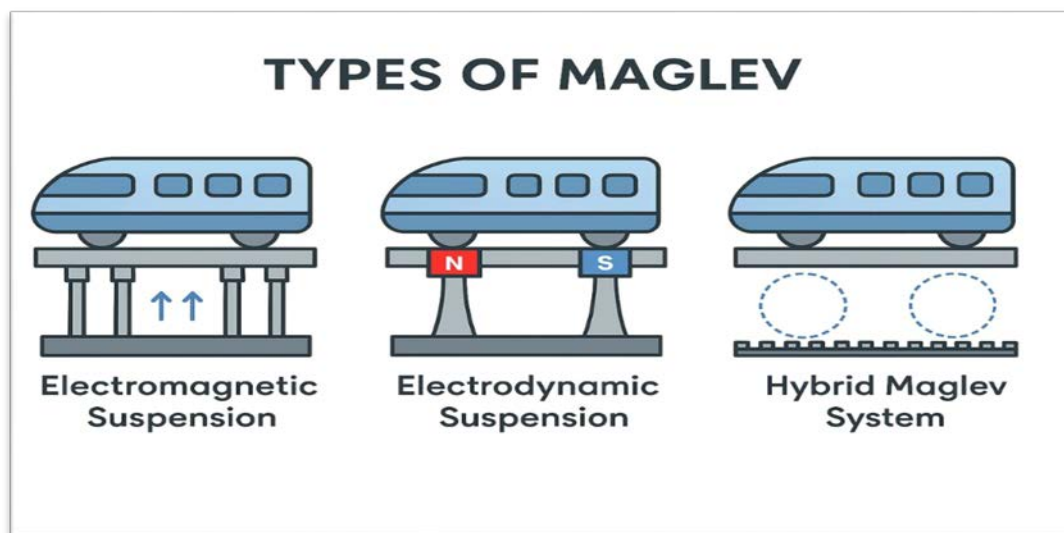 TYPES OF MAGLEV
N
S
Electromagnetic
Suspension
Electrodynamic
Suspension
Hybrid Maglev
System